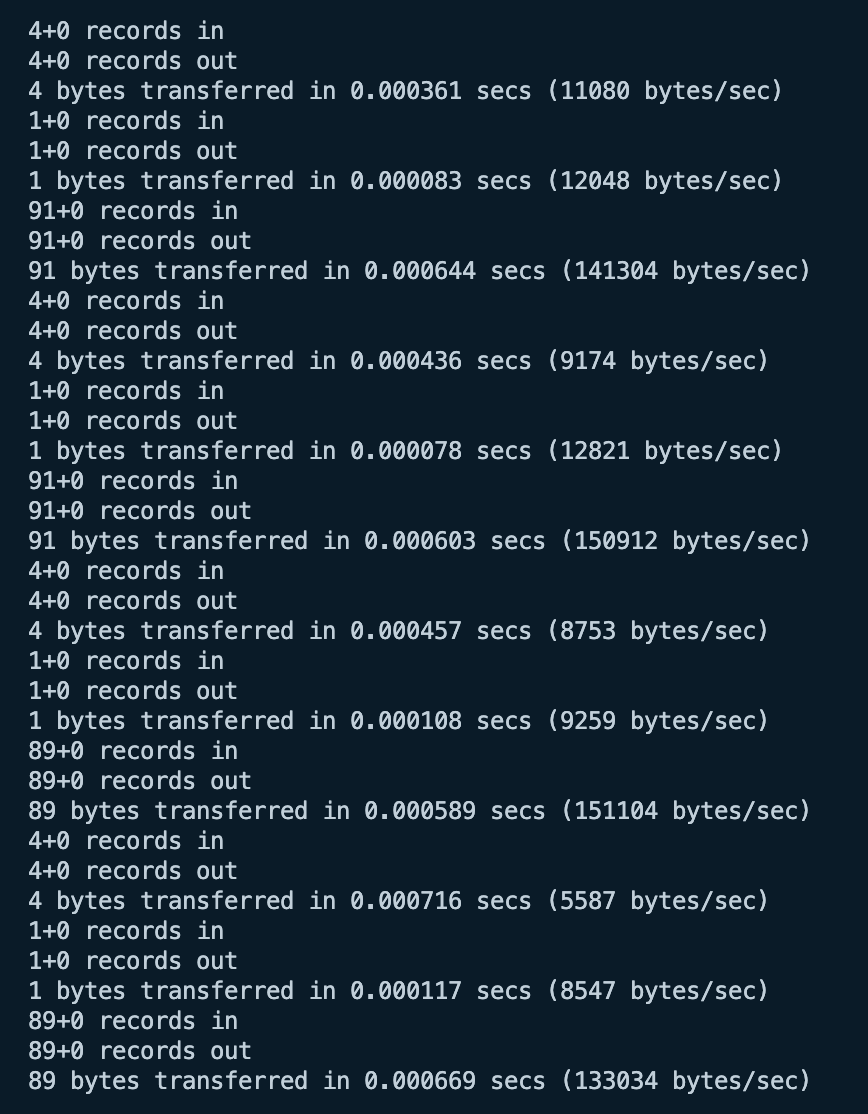 4+0 records in
4+0 records out
4 bytes transferred in 0.000361 secs (11080 bytes/sec)
1+0 records in
1+0 records out
1 bytes transferred in 0.000083 secs (12048 bytes/sec)
91+0 records in
91+0 records out
91 bytes transferred in 0.000644 secs (141304 bytes/sec)
4+0 records in
4+0 records out
4 bytes transferred in 0.000436 secs (9174 bytes/sec)
1+0 records in
1+0 records out
1 bytes transferred in 0.000078 secs (12821 bytes/sec)
91+0 records in
91+0 records out
91 bytes transferred in 0.000603 secs (150912 bytes/sec)
4+0 records in
4+0 records out
4 bytes transferred in 0.000457 secs (8753 bytes/sec)
1+0 records in
1+0 records out
1 bytes transferred in 0.000108 secs (9259 bytes/sec)
89+0 records in
89+0 records out
89 bytes transferred in 0.000589 secs (151104 bytes/sec)
4+0 records in
4+0 records out
4 bytes transferred in 0.000716 secs (5587 bytes/sec)
1+0 records in
1+0 records out
1 bytes transferred in 0.000117 secs (8547 bytes/sec)
89+0 records in
89+0 records out
89 bytes transferred in 0.000669 secs (133034 bytes/sec)